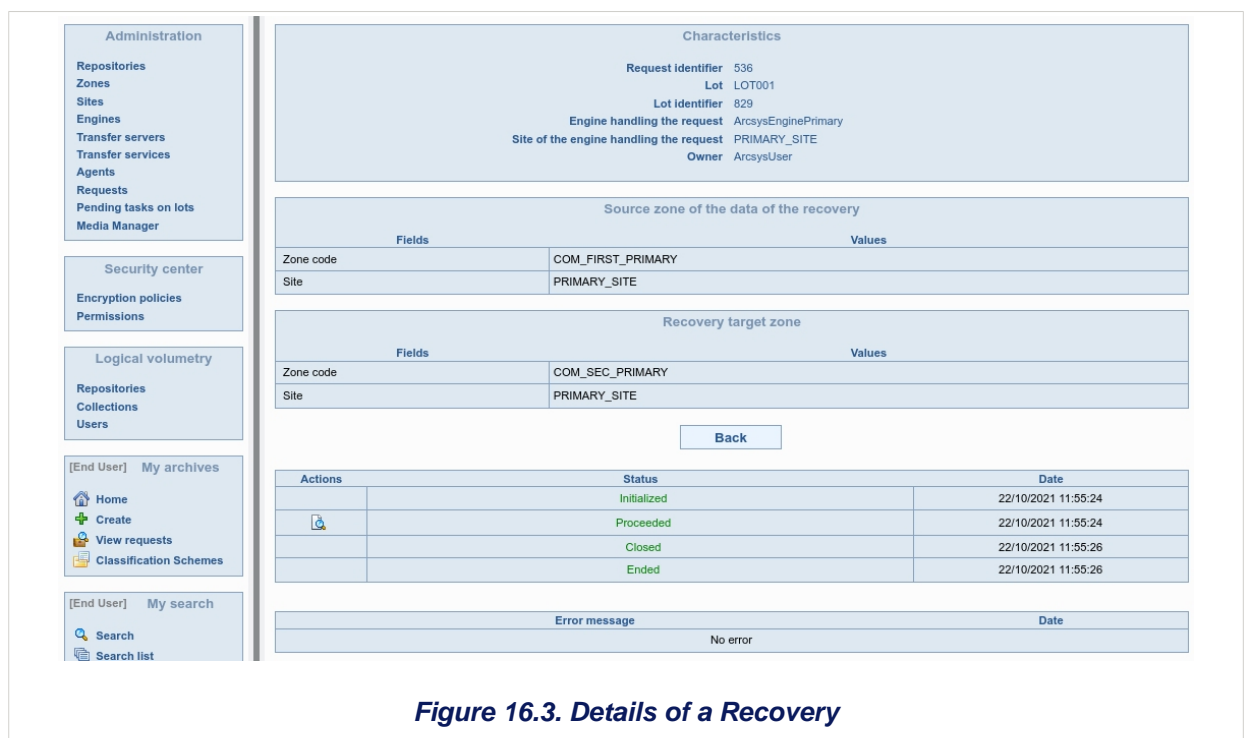 Administration
Repositories
Zones
Sites
Engines
Transfer servers
Transfer services
Agents
Requests
Pending tasks on lots
Media Manager
Security center
Encryption policies
Permissions
Logical volumetry
Repositories
Collections
Users
[End User] My archives
Home
Create
View requests
Classification Schemes
[End User] My search
Search
Search list
Characteristics
Request identifier 536
Lot LOT001
Lot identifier 829
Engine handling the request ArcsysEnginePrimary
Site of the engine handling the request PRIMARY_SITE
Owner ArcsysUser
Source zone of the data of the recovery
Fields Values
Zone code COM_FIRST_PRIMARY
Site PRIMARY_SITE
Recovery target zone
Fields Values
Zone code COM_SEC_PRIMARY
Site PRIMARY_SITE
Back
Actions Status Date
Initialized 22/10/2021 11:55:24
Proceeded 22/10/2021 11:55:24
Closed 22/10/2021 11:55:26
Ended 22/10/2021 11:55:26
Error message Date
No error
Figure 16.3. Details of a Recovery